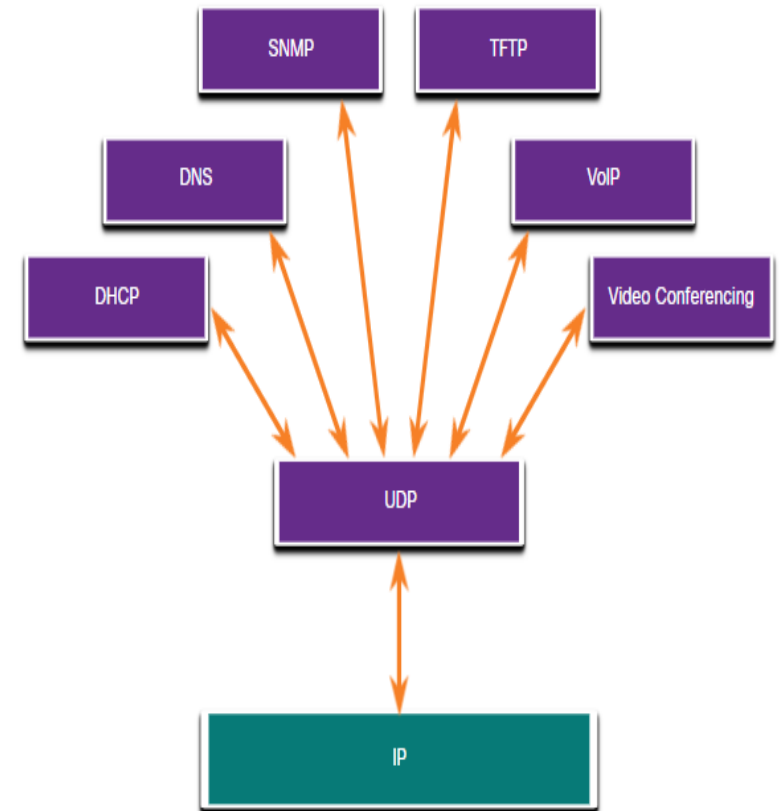 SNMP
TFTP
DNS
VoIP
DHCP
Video Conferencing
UDP
IP